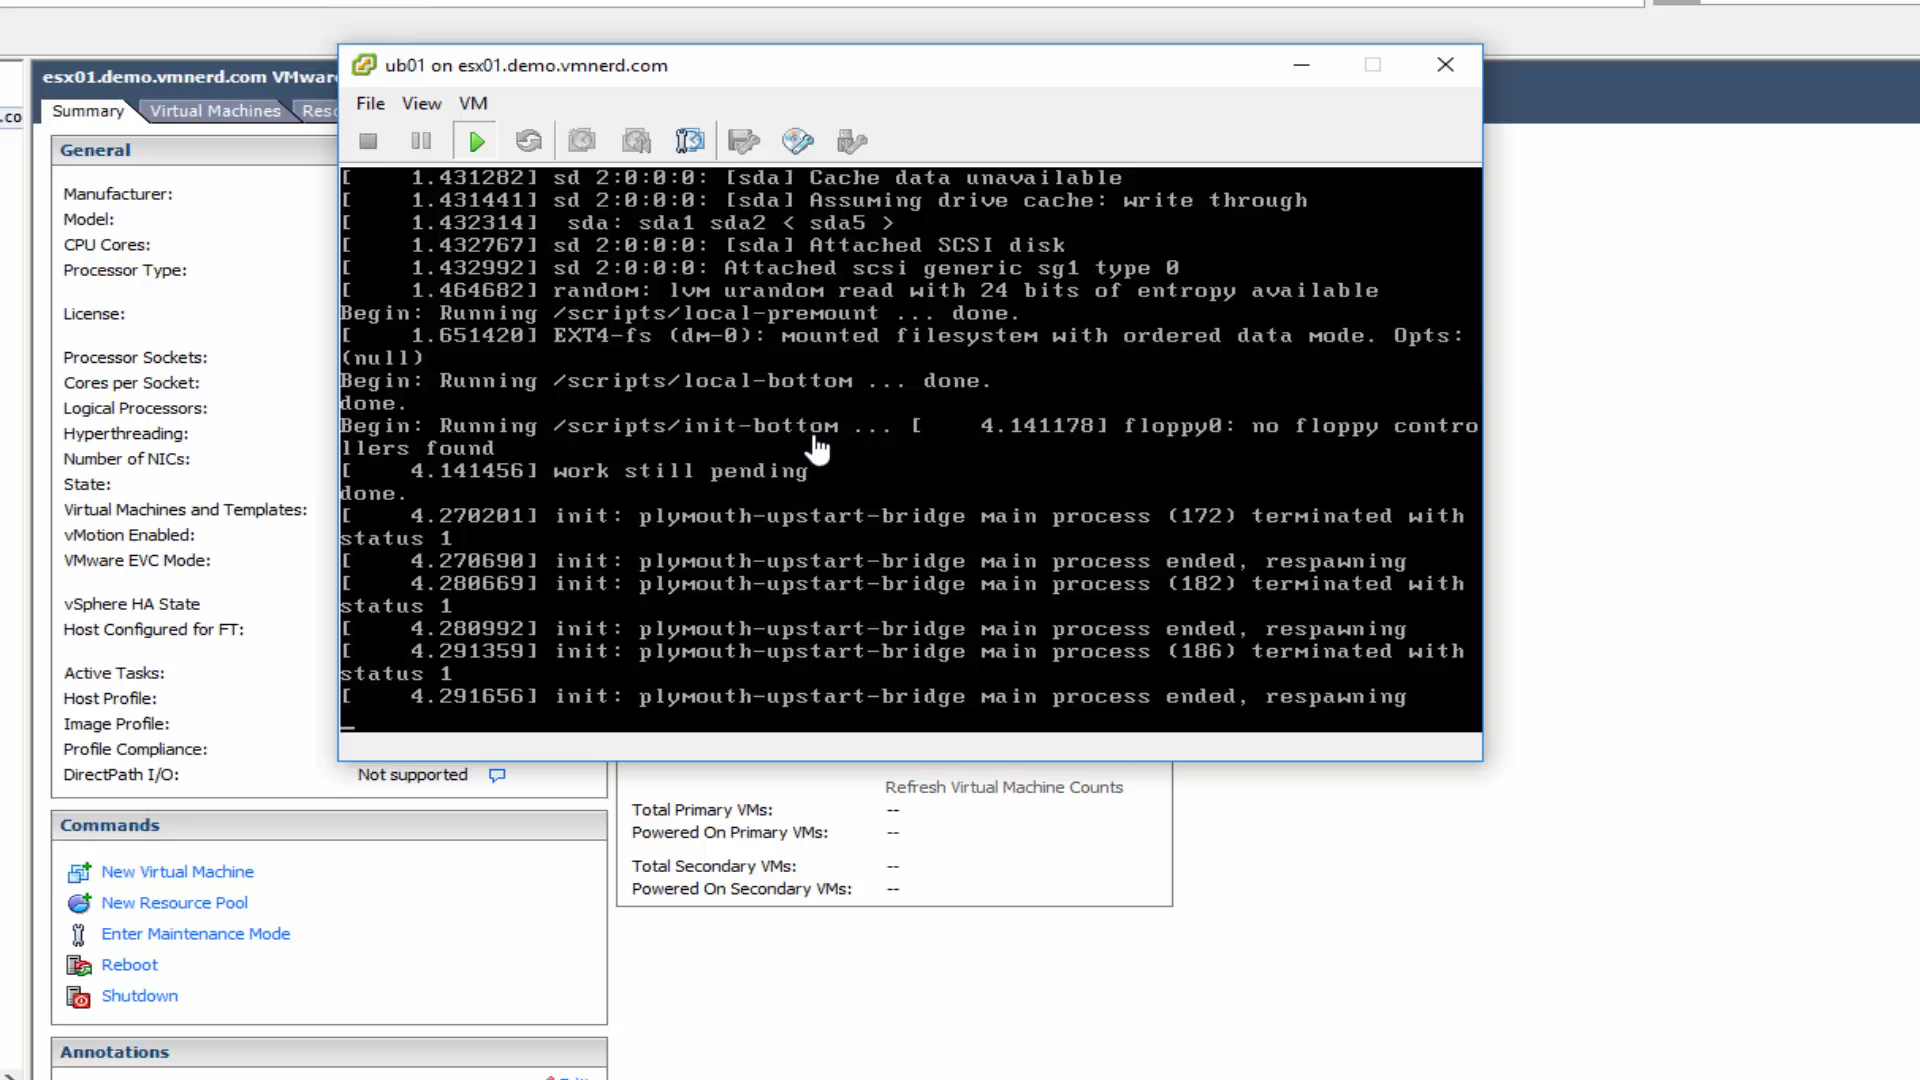 ub01 on esx01.demo.vmnerd.com
File View VM
esx01.demo.vmnerd.com VMwar
.co
Summary Virtual Machines Reso
General
Manufacturer:
Model:
CPU Cores:
Processor Type:
License:
Processor Sockets:
Cores per Socket:
Logical Processors:
Hyperthreading:
Number of NICs:
State:
Virtual Machines and Templates:
vMotion Enabled:
VMware EVC Mode:
vSphere HA State
Host Configured for FT:
Active Tasks:
Host Profile:
Image Profile:
Profile Compliance:
DirectPath I/O: Not supported
[ 1.431282] sd 2:0:0:0: [sda] Cache data unavailable
[ 1.431441] sd 2:0:0:0: [sda] Assuming drive cache: write through
[ 1.432314] sda: sda1 sda2 < sda5 >
[ 1.432767] sd 2:0:0:0: [sda] Attached SCSI disk
[ 1.432992] sd 2:0:0:0: Attached scsi generic sg1 type 0
[ 1.464682] random: lvm urandom read with 24 bits of entropy available
Begin: Running /scripts/local-premount ... done.
[ 1.651420] EXT4-fs (dm-0): mounted filesystem with ordered data mode. Opts:
(null)
Begin: Running /scripts/local-bottom ... done.
done.
Begin: Running /scripts/init-bottom ... [ 4.141178] floppy0: no floppy contro
llers found
[ 4.141456] work still pending
done.
[ 4.270201] init: plymouth-upstart-bridge main process (172) terminated with
status 1
[ 4.270690] init: plymouth-upstart-bridge main process ended, respawning
[ 4.280669] init: plymouth-upstart-bridge main process (182) terminated with
status 1
[ 4.280992] init: plymouth-upstart-bridge main process ended, respawning
[ 4.291359] init: plymouth-upstart-bridge main process (186) terminated with
status 1
[ 4.291656] init: plymouth-upstart-bridge main process ended, respawning
_
Refresh Virtual Machine Counts
Total Primary VMs: --
Powered On Primary VMs: --
Total Secondary VMs: --
Powered On Secondary VMs: --
Commands
New Virtual Machine
New Resource Pool
Enter Maintenance Mode
Reboot
Shutdown
Annotations